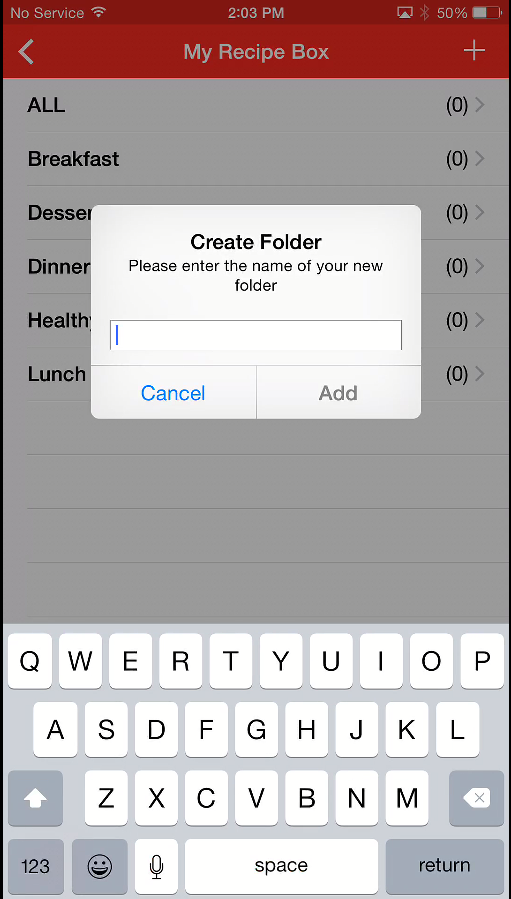 No Service 2:03 PM 50%
My Recipe Box +
ALL (0)
Breakfast (0)
Desser (0)
Dinner (0)
Healthy (0)
Lunch (0)
Create Folder
Please enter the name of your new
folder
Cancel Add
Q W E R T Y U I O P
A S D F G H J K L
Z X C V B N M
123 space return